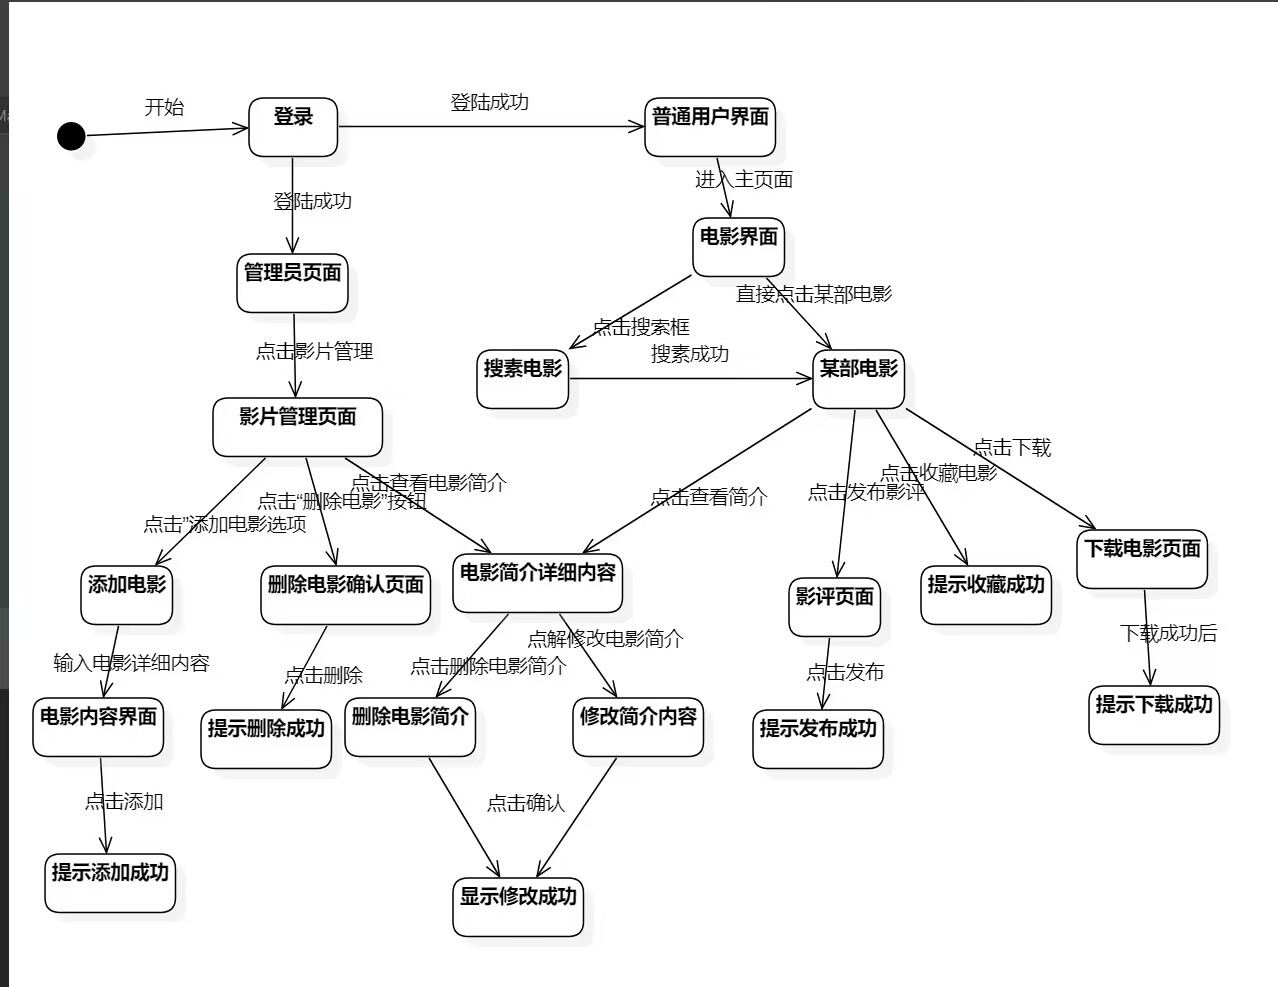 Ma
开始
登录
登陆成功
普通用户界面
进入主页面
登陆成功
电影界面
管理员页面
直接点击某部电影
点击搜索框
点击影片管理
搜素成功
搜素电影
某部电影
影片管理页面
点击下载
点击收藏电影
点击查看电影简介
点击查看简介
点击发布影评
点击“删除电影”按钮
点击”添加电影选项
下载电影页面
电影简介详细内容
添加电影
删除电影确认页面
提示收藏成功
影评页面
下载成功后
点解修改电影简介
输入电影详细内容
点击删除电影简介
点击删除
点击发布
提示下载成功
电影内容界面
删除电影简介
修改简介内容
提示删除成功
提示发布成功
点击添加
点击确认
提示添加成功
显示修改成功